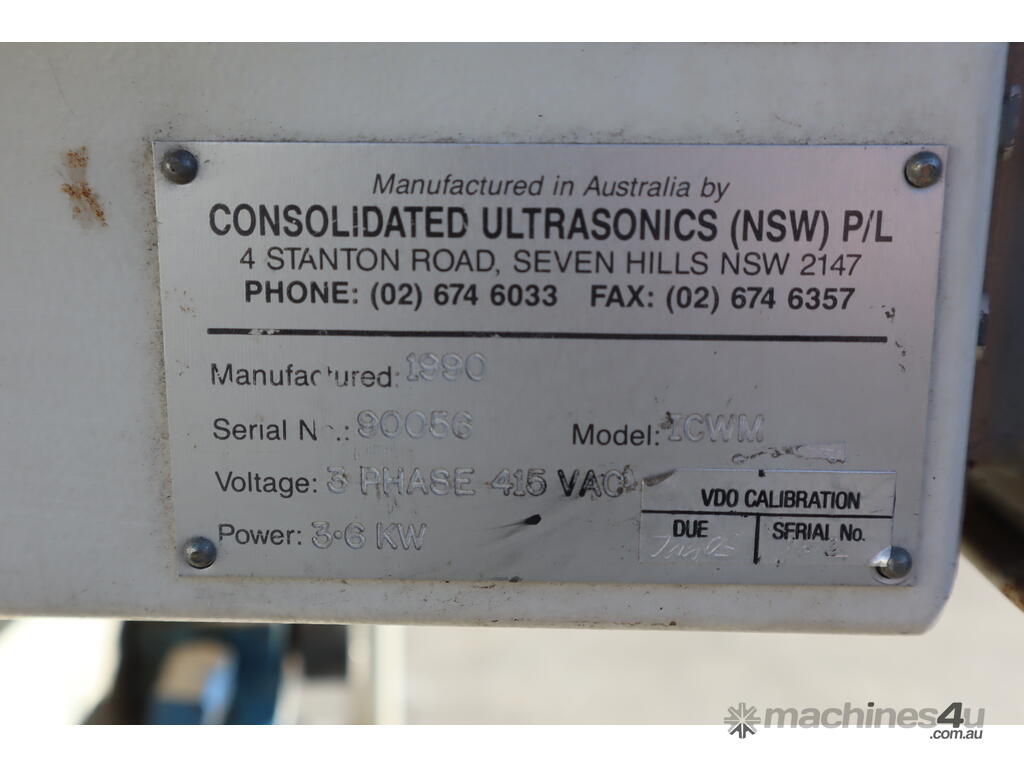 Manufactured in Australia by
CONSOLIDATED ULTRASONICS (NSW) P/L
4 STANTON ROAD, SEVEN HILLS NSW 2147
PHONE: (02) 674 6033 FAX: (02) 674 6357
Manufactured: 1990
Serial No.: 90056 Model: ICWM
Voltage: 3 PHASE 415 VAC
Power: 3·6 KW
VDO CALIBRATION
DUE SERIAL No.
machines4u
.com.au